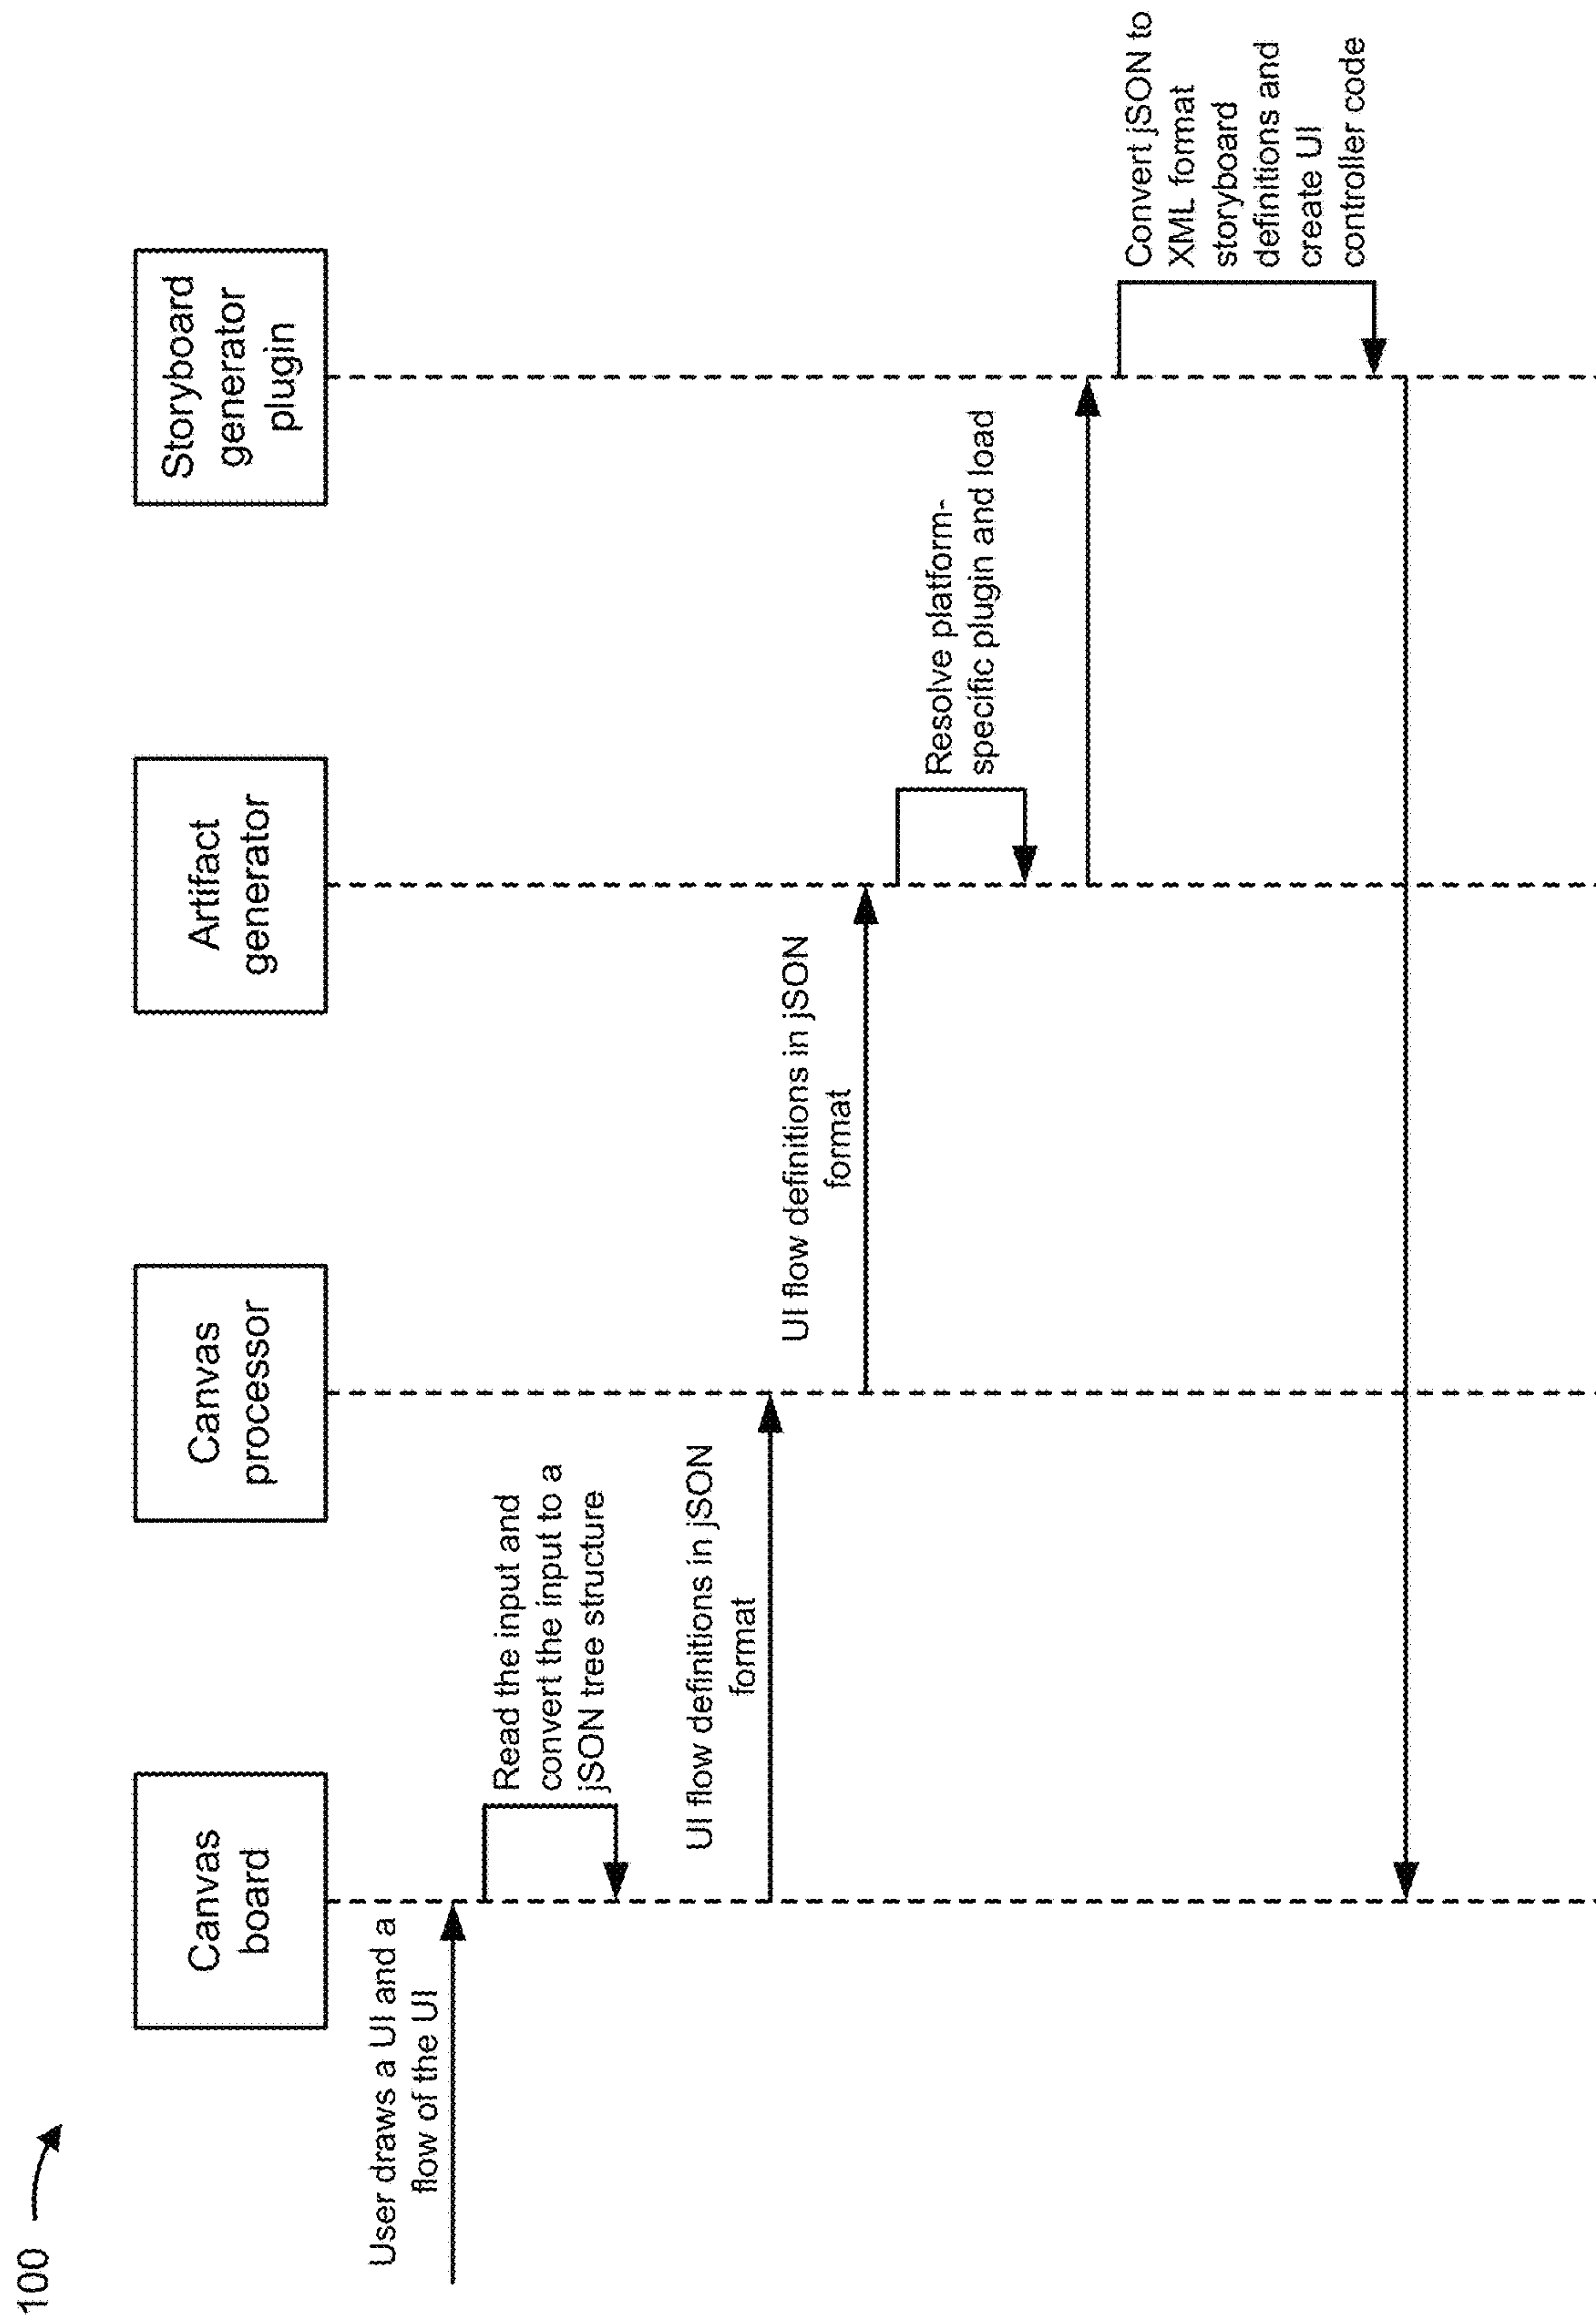 100
Canvas
board
Canvas
processor
Artifact
generator
Storyboard
generator
plugin
User draws a UI and a
flow of the UI
Read the input and
convert the input to a
jSON tree structure
UI flow definitions in jSON
format
UI flow definitions in jSON
format
Resolve platform-
specific plugin and load
Convert jSON to
XML format
storyboard
definitions and
create UI
controller code